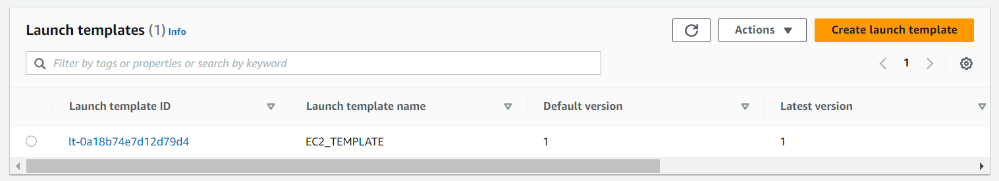 Launch templates (1) Info
Actions
Create launch template
Filter by tags or properties or search by keyword
1
Launch template ID Launch template name Default version Latest version
lt-0a18b74e7d12d79d4 EC2_TEMPLATE 1 1